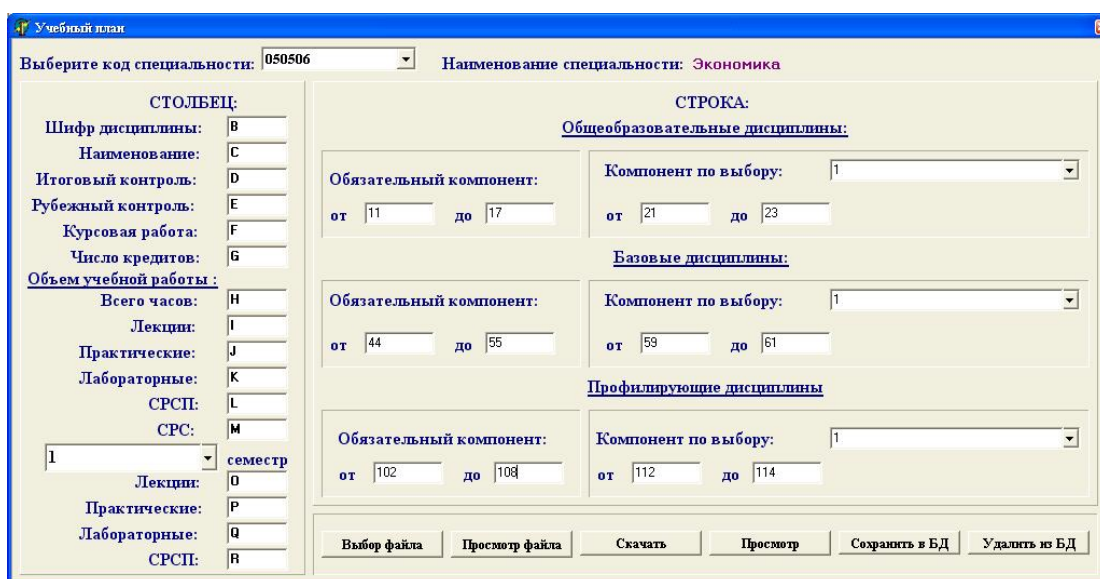 Учебный план
Выберите код специальности: 050506 Наименование специальности: Экономика
СТОЛБЕЦ:
Шифр дисциплины: B
Наименование: C
Итоговый контроль: D
Рубежный контроль: E
Курсовая работа: F
Число кредитов: G
Объем учебной работы :
Всего часов: H
Лекции: I
Практические: J
Лабораторные: K
СРСП: L
СРС: M
1 семестр
Лекции: O
Практические: P
Лабораторные: Q
СРСП: R
СТРОКА:
Общеобразовательные дисциплины:
Обязательный компонент:
от 11 до 17
Компонент по выбору: 1
от 21 до 23
Базовые дисциплины:
Обязательный компонент:
от 44 до 55
Компонент по выбору: 1
от 59 до 61
Профилирующие дисциплины
Обязательный компонент:
от 102 до 108
Компонент по выбору: 1
от 112 до 114
Выбор файла Просмотр файла Скачать Просмотр Сохранить в БД Удалить из БД